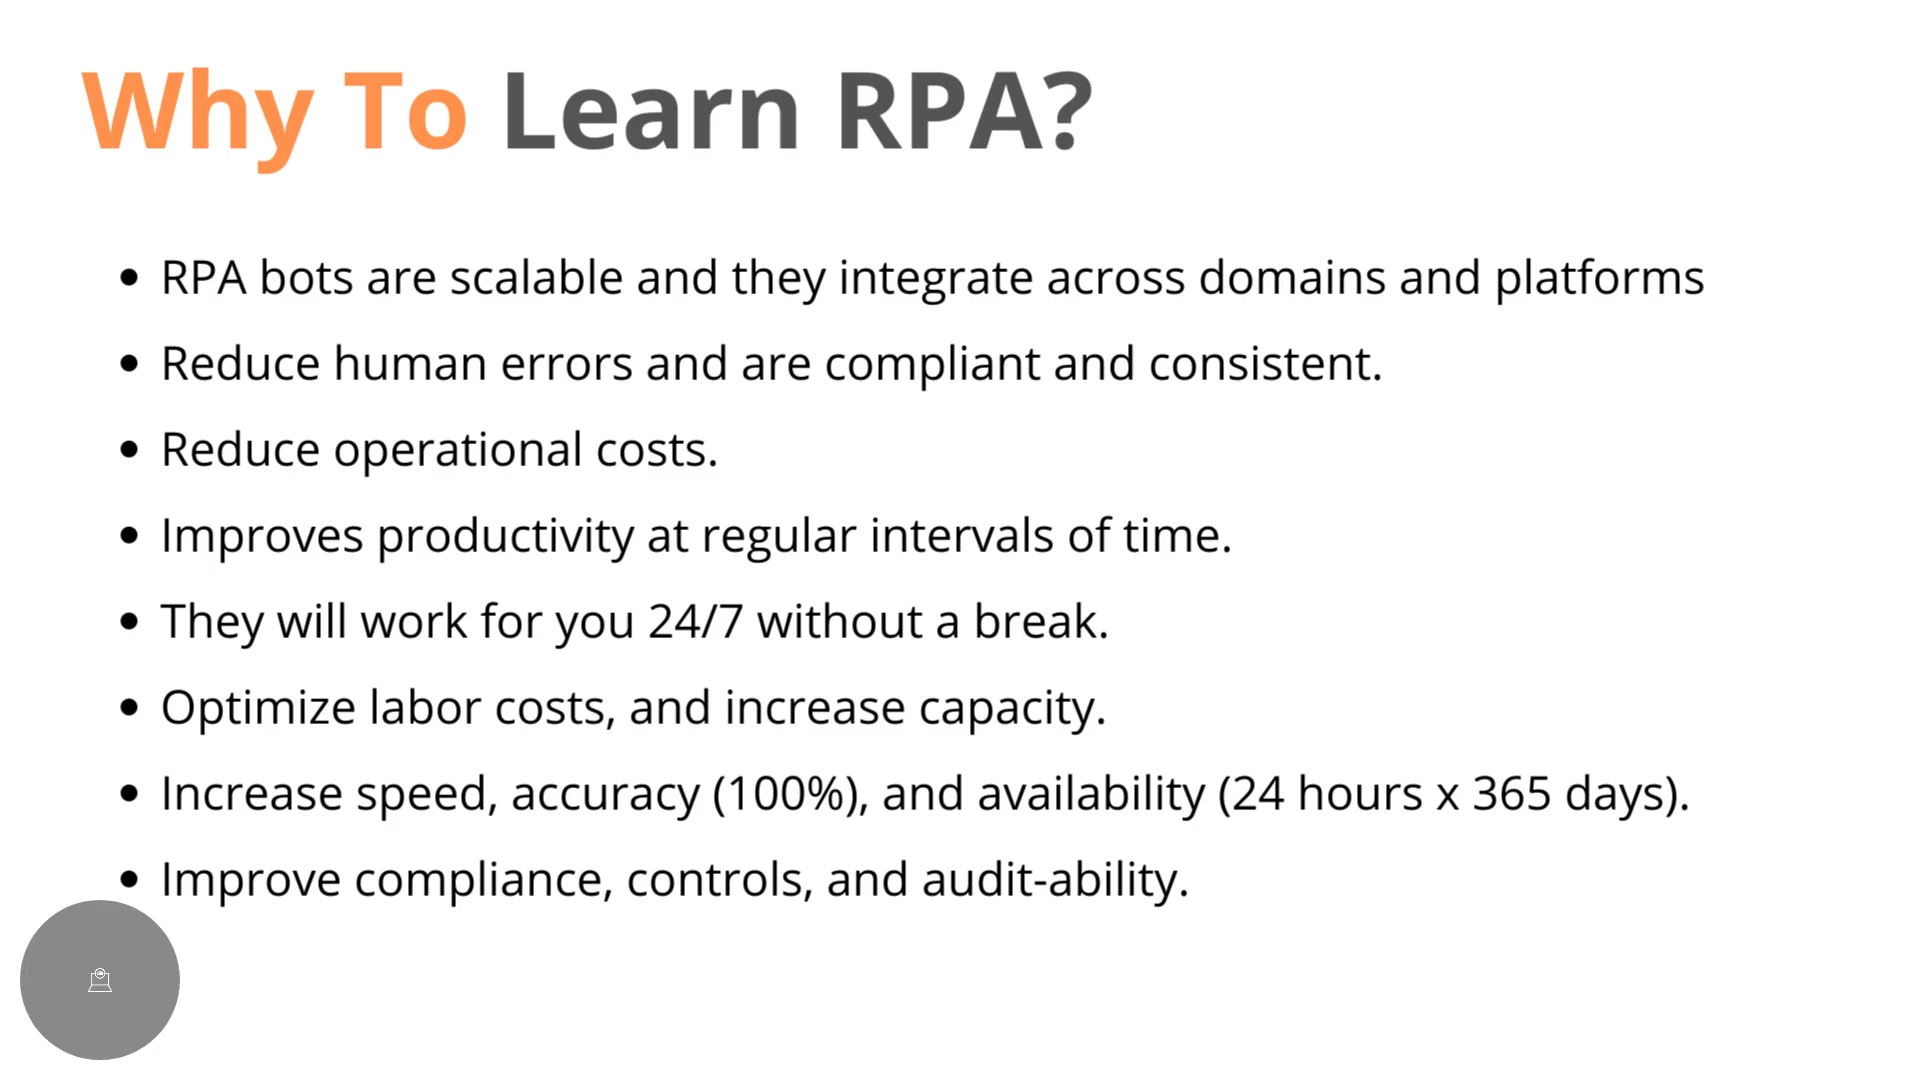 Why To Learn RPA?
• RPA bots are scalable and they integrate across domains and platforms
• Reduce human errors and are compliant and consistent.
• Reduce operational costs.
• Improves productivity at regular intervals of time.
• They will work for you 24/7 without a break.
• Optimize labor costs, and increase capacity.
• Increase speed, accuracy (100%), and availability (24 hours x 365 days).
• Improve compliance, controls, and audit-ability.